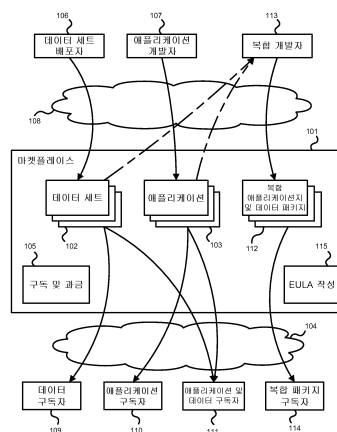 106
107
113
데이터 세트
배포자
애플리케이션
개발자
복합 개발자
108
101
마켓플레이스
데이터 세트
애플리케이션
복합
애플리케이션지
및 데이터 패키지
102
103
112
105
구독 및 과금
115
EULA 작성
104
데이터
구독자
애플리케이션
구독자
애플리케이션 및
데이터 구독자
복합 패키지
구독자
109
110
111
114